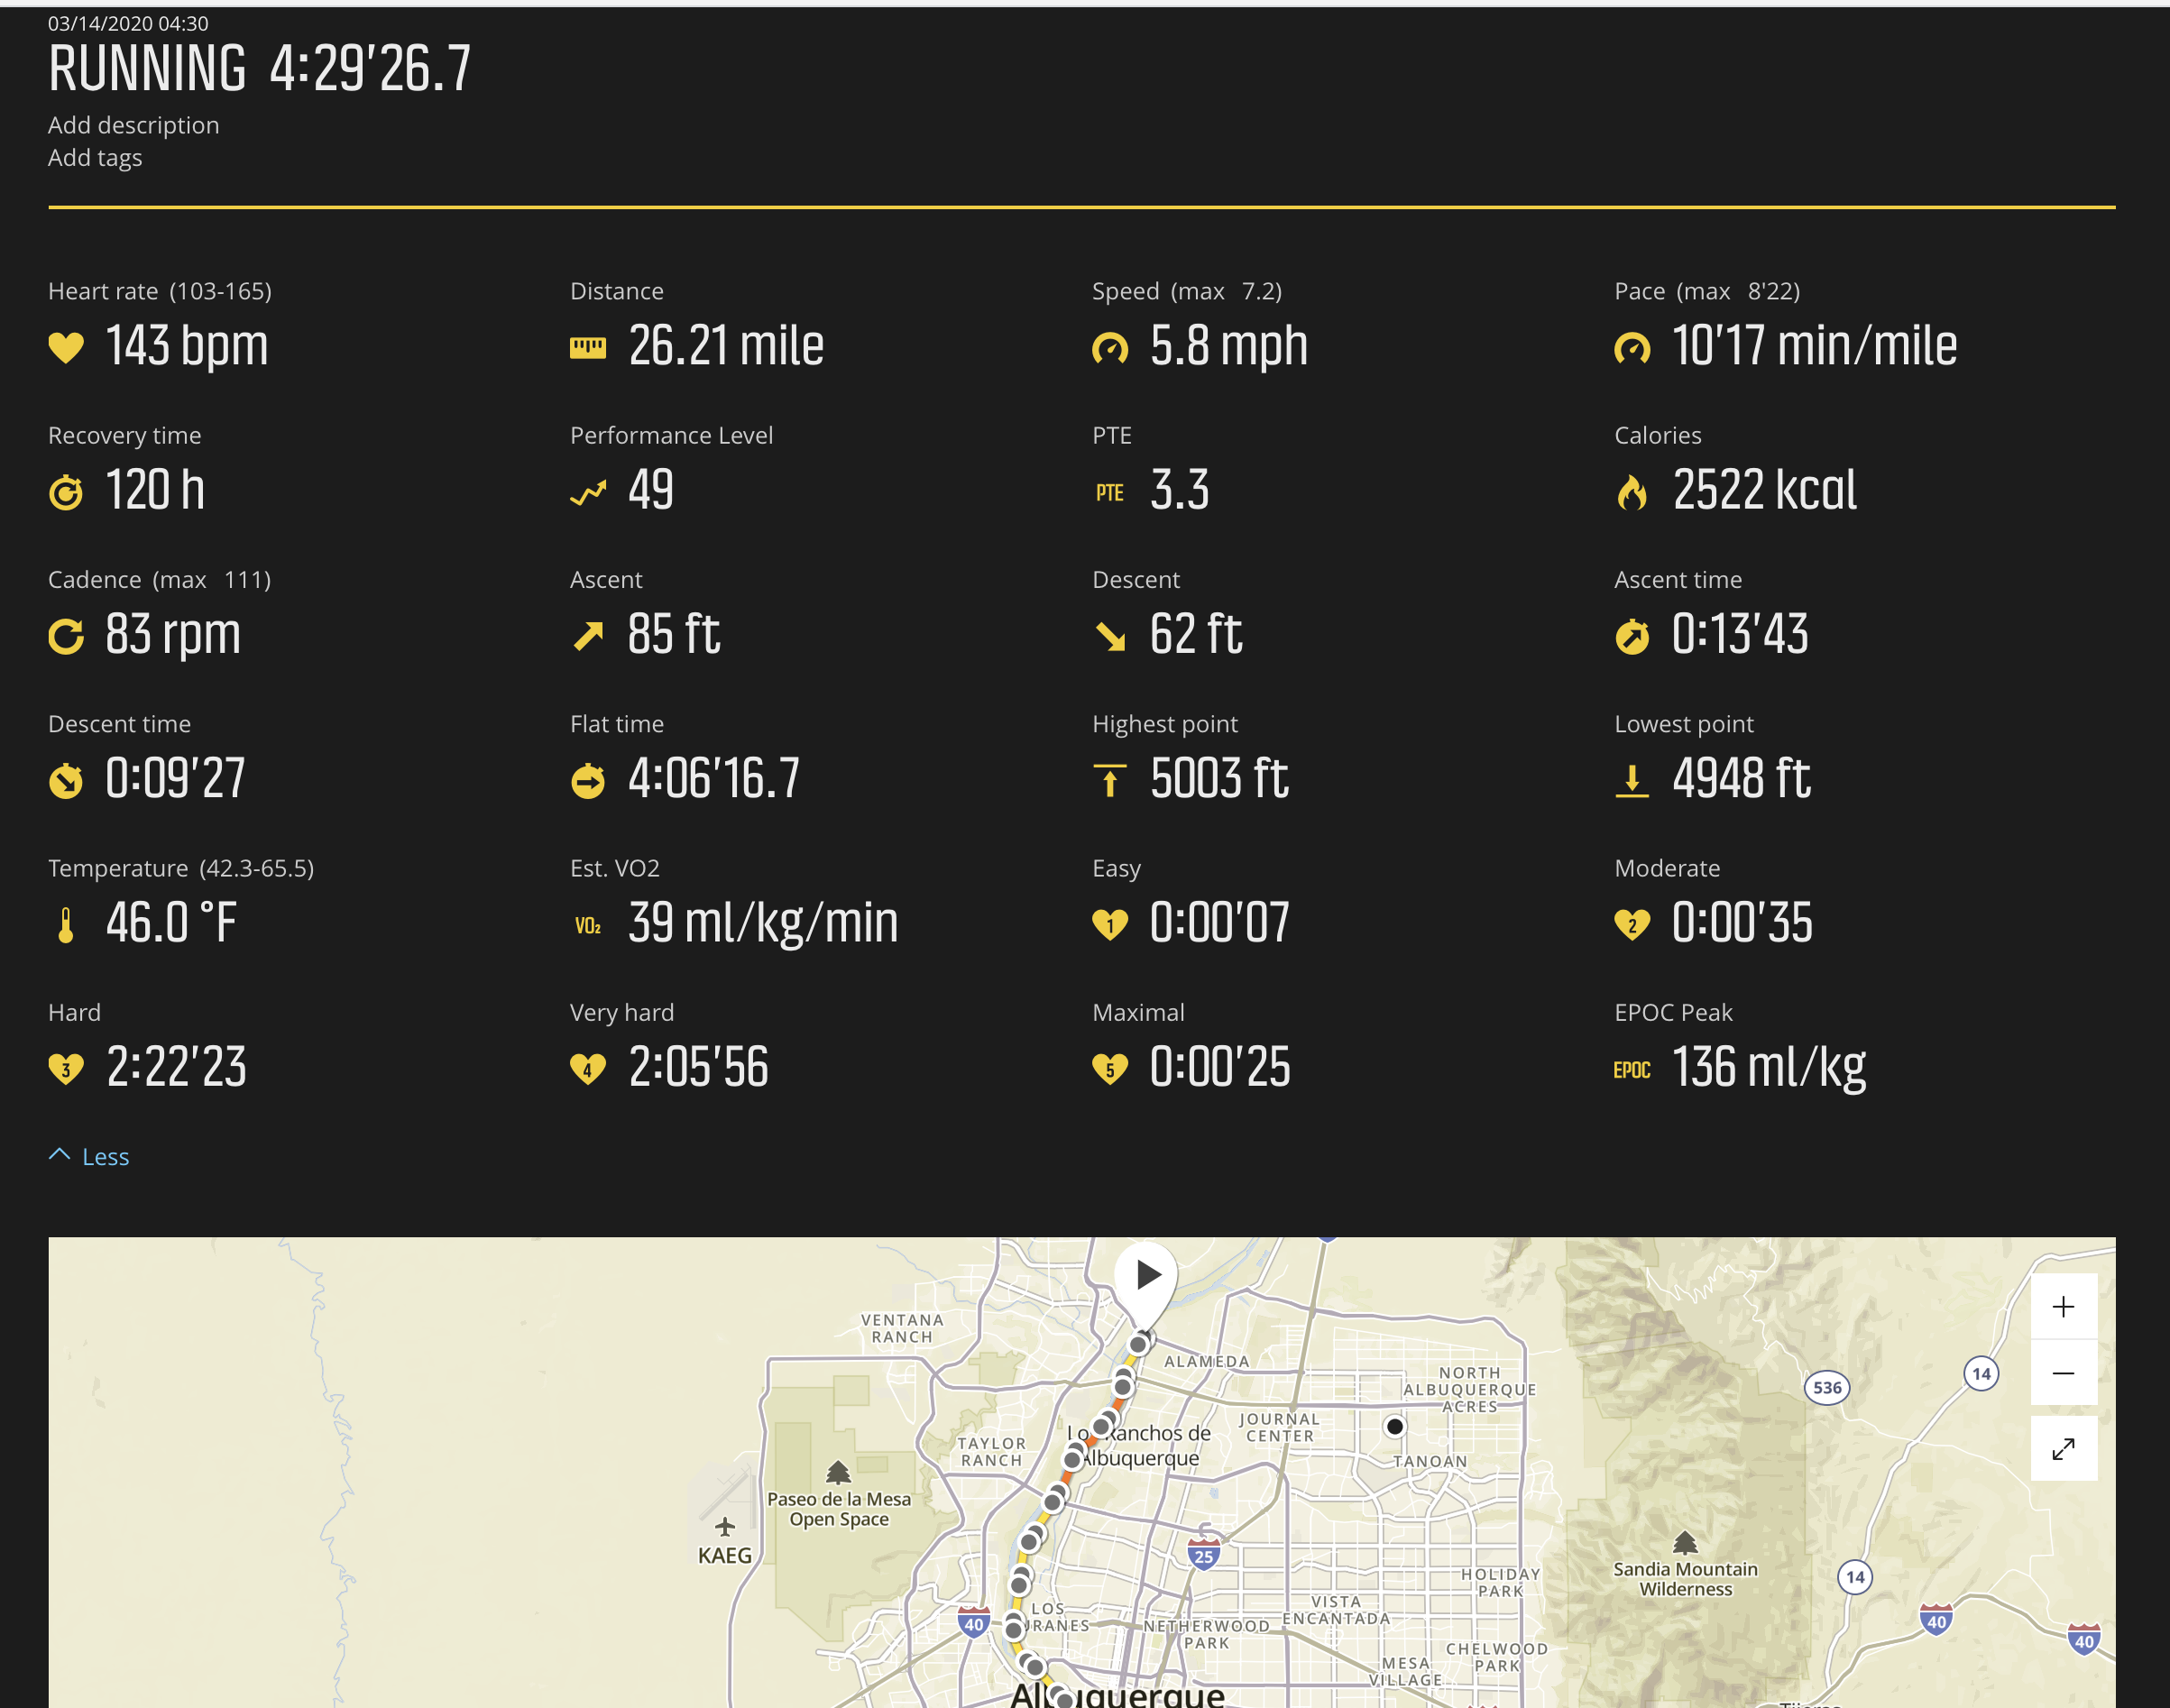 03/14/2020 04:30
RUNNING 4:29'26.7
Add description
Add tags
Heart rate (103-165)
143 bpm
Distance
26.21 mile
Speed (max 7.2)
5.8 mph
Pace (max 8'22)
10'17 min/mile
Recovery time
120 h
Performance Level
49
PTE
PTE 3.3
Calories
2522 kcal
Cadence (max 111)
83 rpm
Ascent
85 ft
Descent
62 ft
Ascent time
0:13'43
Descent time
0:09'27
Flat time
4:06'16.7
Highest point
5003 ft
Lowest point
4948 ft
Temperature (42.3-65.5)
46.0 °F
Est. VO2
VO₂ 39 ml/kg/min
Easy
1 0:00'07
Moderate
2 0:00'35
Hard
3 2:22'23
Very hard
4 2:05'56
Maximal
5 0:00'25
EPOC Peak
EPOC 136 ml/kg
Less
VENTANA
RANCH
ALAMEDA
NORTH
ALBUQUERQUE
ACRES
536
14
JOURNAL
CENTER
Ranchos de
Albuquerque
TAYLOR
RANCH
TANOAN
Paseo de la Mesa
Open Space
KAEG
25
Sandia Mountain
Wilderness
14
HOLIDAY
PARK
VISTA
ENCANTADA
LOS
40
NETHERWOOD
PARK
40
40
CHELWOOD
PARK
MESA
VILLAGE
Albuquerque